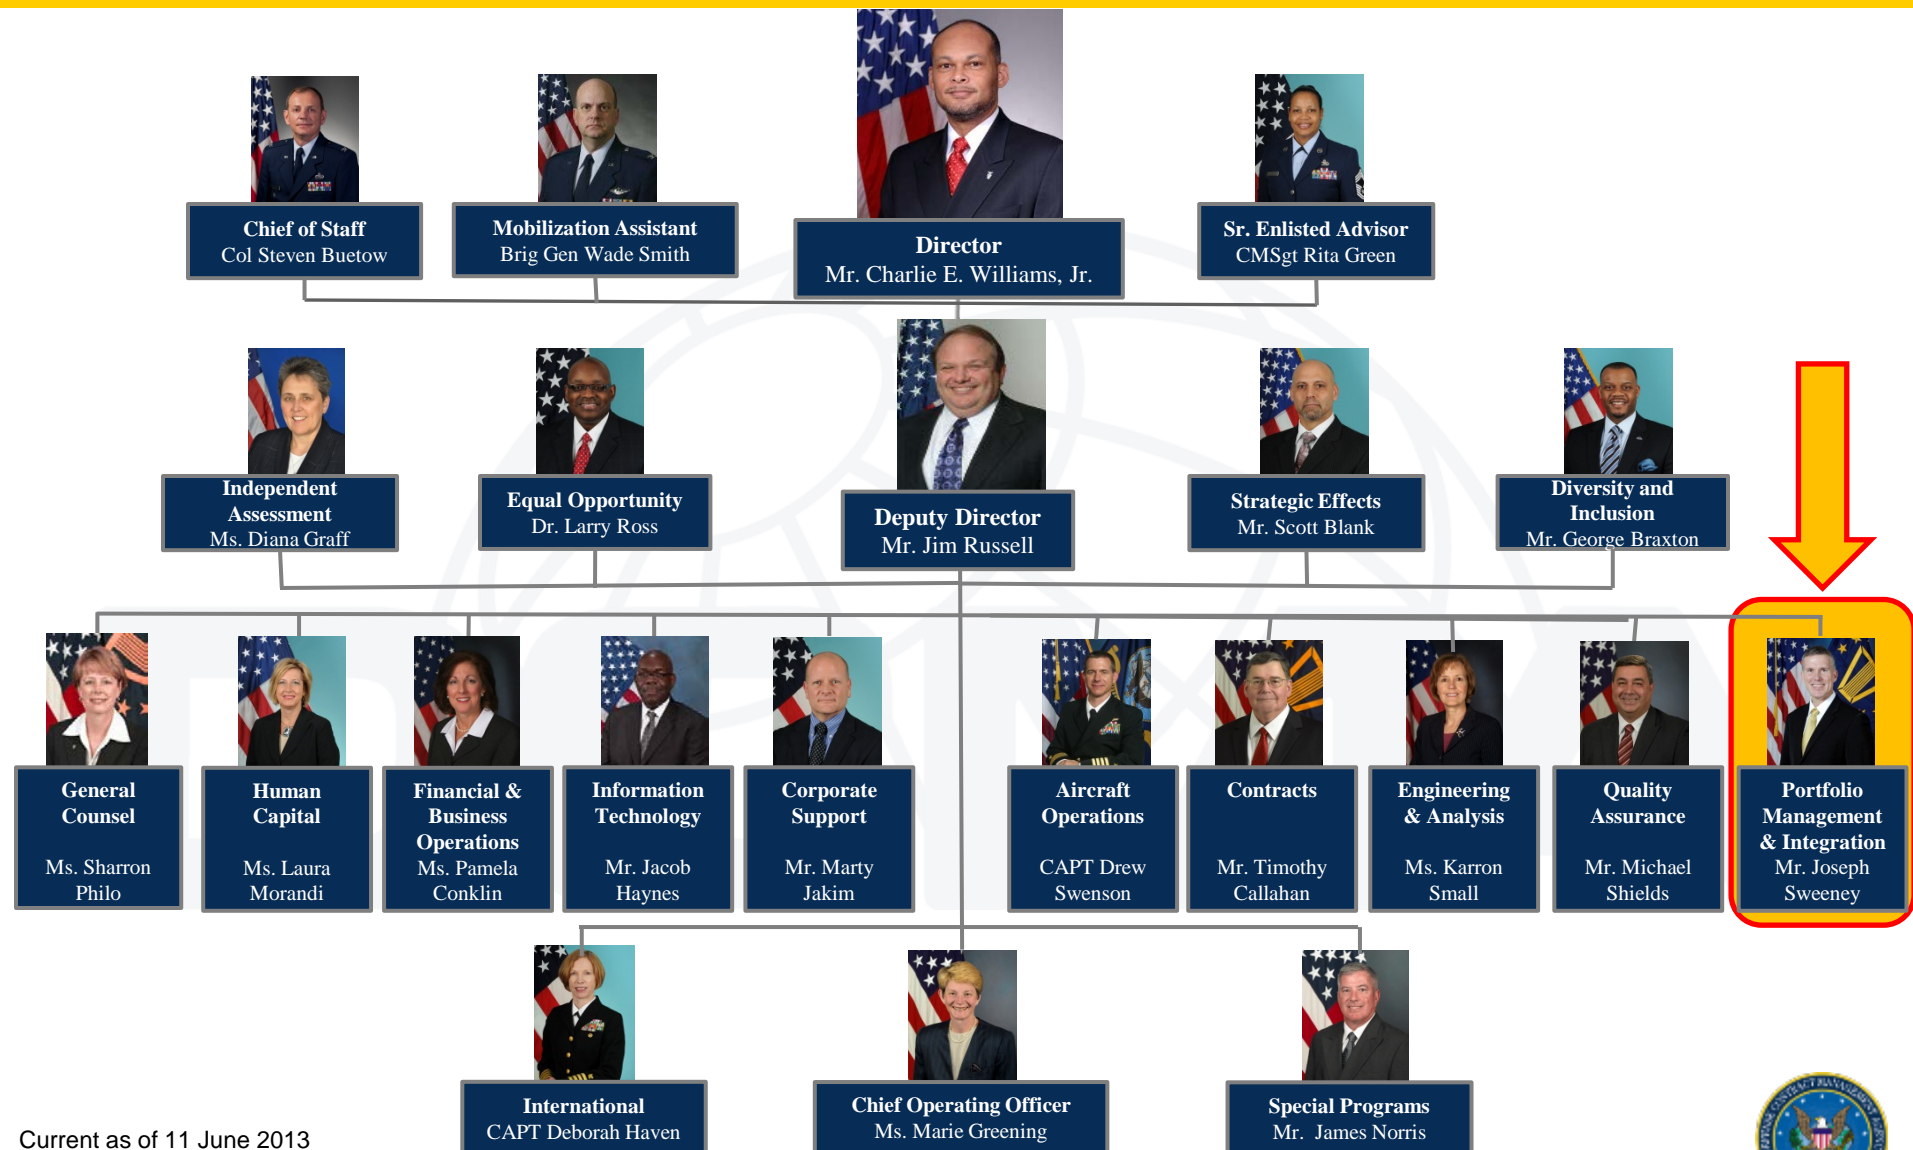 Chief of Staff
Col Steven Buetow
Mobilization Assistant
Brig Gen Wade Smith
Director
Mr. Charlie E. Williams, Jr.
Sr. Enlisted Advisor
CMSgt Rita Green
Independent
Assessment
Ms. Diana Graff
Equal Opportunity
Dr. Larry Ross
Deputy Director
Mr. Jim Russell
Strategic Effects
Mr. Scott Blank
Diversity and
Inclusion
Mr. George Braxton
General
Counsel
Ms. Sharron
Philo
Human
Capital
Ms. Laura
Morandi
Financial &
Business
Operations
Ms. Pamela
Conklin
Information
Technology
Mr. Jacob
Haynes
Corporate
Support
Mr. Marty
Jakim
Aircraft
Operations
CAPT Drew
Swenson
Contracts
Mr. Timothy
Callahan
Engineering
& Analysis
Ms. Karron
Small
Quality
Assurance
Mr. Michael
Shields
Portfolio
Management
& Integration
Mr. Joseph
Sweeney
International
CAPT Deborah Haven
Chief Operating Officer
Ms. Marie Greening
Special Programs
Mr. James Norris
Current as of 11 June 2013
CONTRACT MANAGEMENT